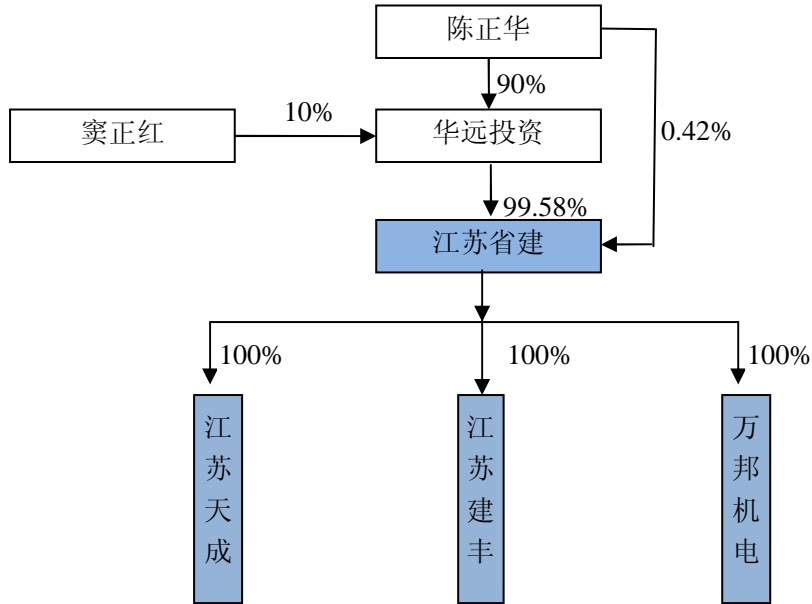 陈正华
90%
10%
窦正红
华远投资
0.42%
99.58%
江苏省建
100%
100%
100%
江苏天成
江苏建丰
万邦机电